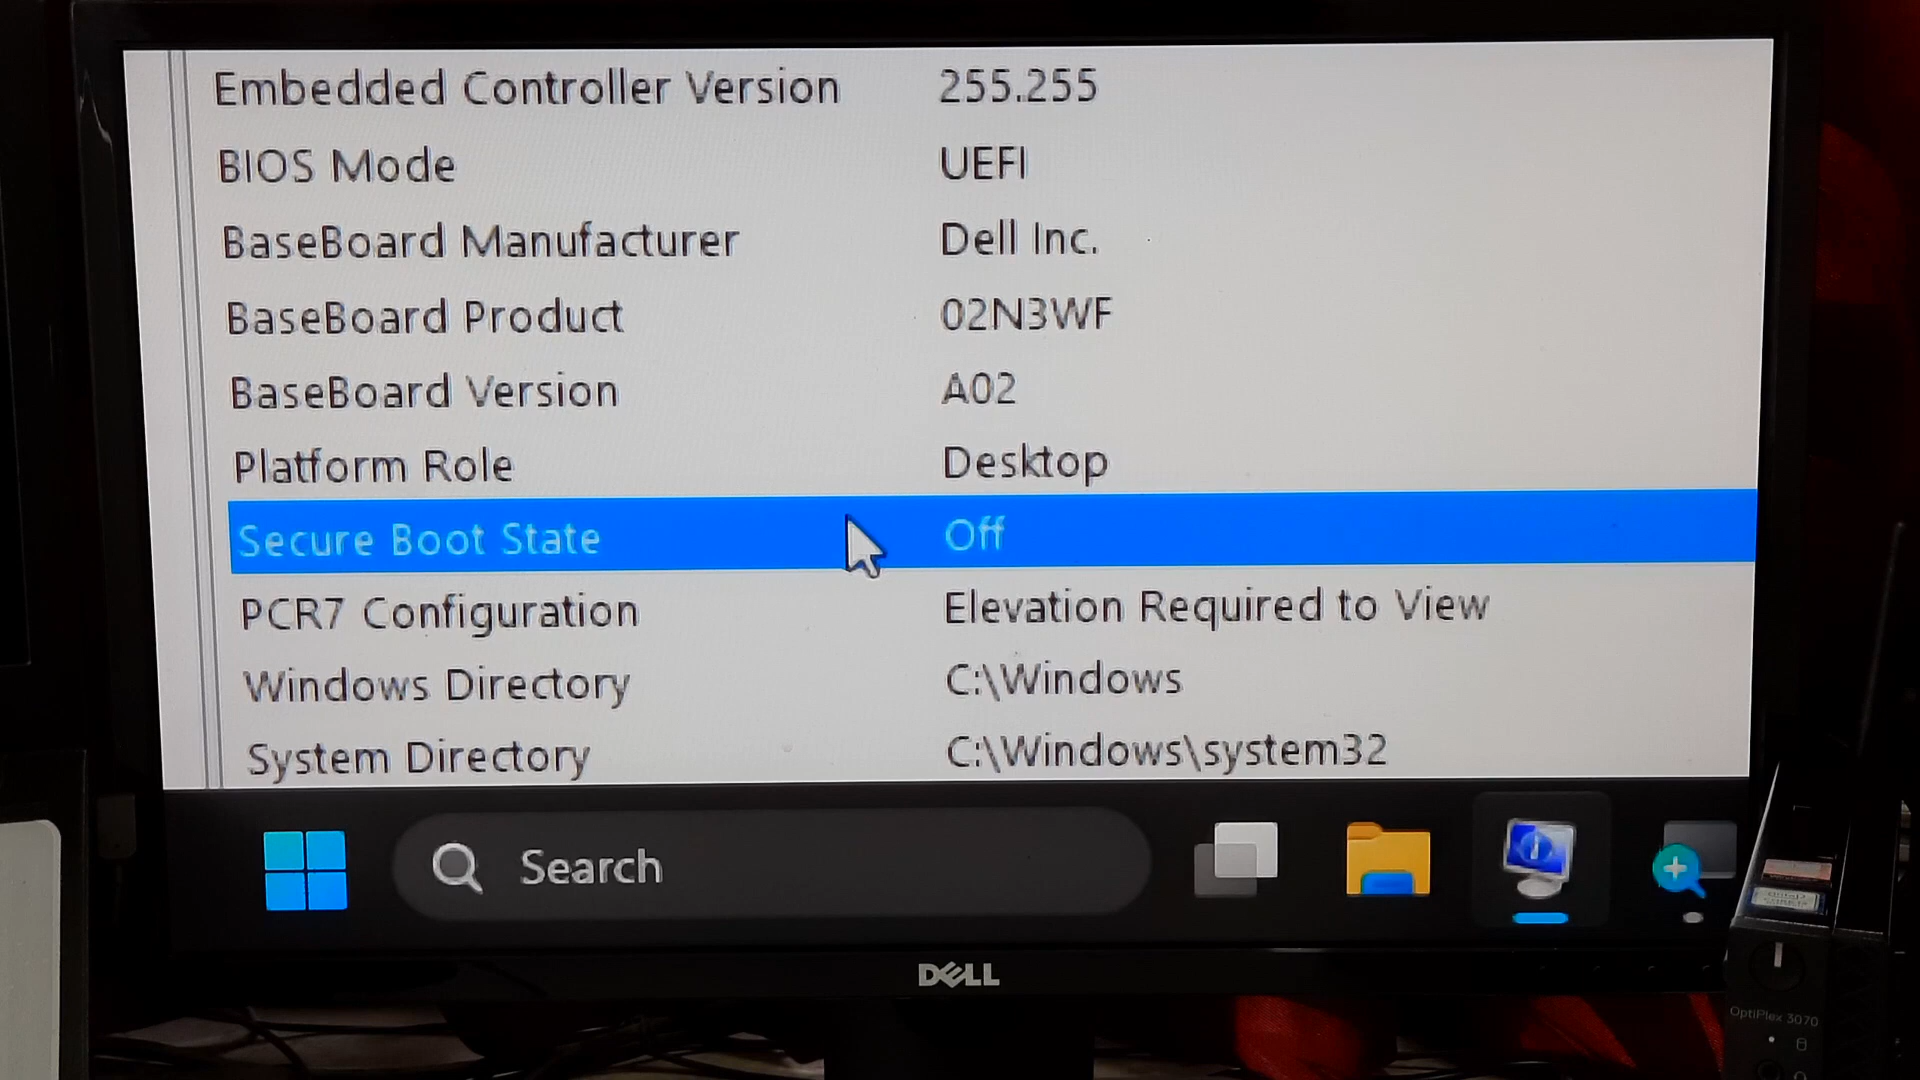 Embedded Controller Version 255.255
BIOS Mode UEFI
BaseBoard Manufacturer Dell Inc.
BaseBoard Product 02N3WF
BaseBoard Version A02
Platform Role Desktop
Secure Boot State Off
PCR7 Configuration Elevation Required to View
Windows Directory C:\Windows
System Directory C:\Windows\system32
Search
DELL
OptiPlex 3070